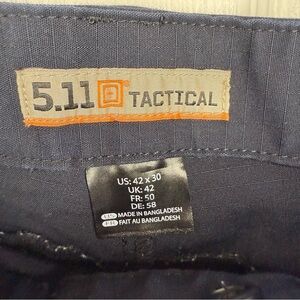 5.11 TACTICAL
US: 42 x 30
UK: 42
FR: 50
DE: 58
MADE IN BANGLADESH
FAIT AU BANGLADESH